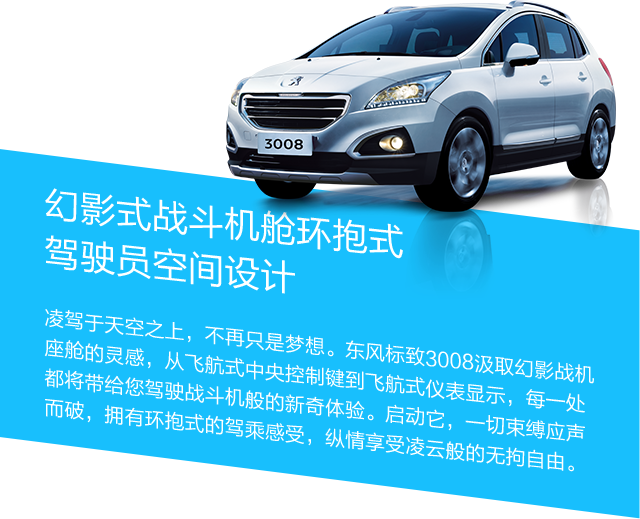 3008
幻影式战斗机舱环抱式
驾驶员空间设计
凌驾于天空之上，不再只是梦想。东风标致3008汲取幻影战机
座舱的灵感，从飞航式中央控制键到飞航式仪表显示，每一处
都将带给您驾驶战斗机般的新奇体验。启动它，一切束缚应声
而破，拥有环抱式的驾乘感受，纵情享受凌云般的无拘自由。